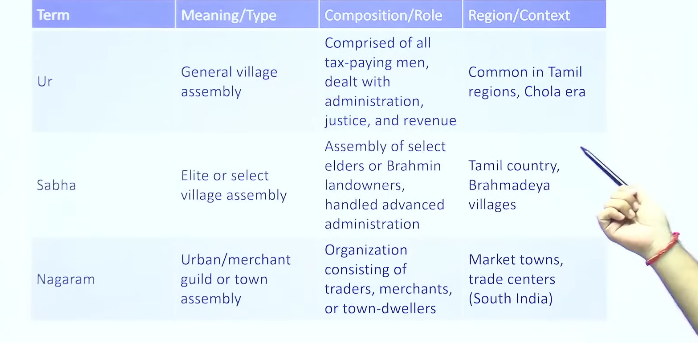 Term Meaning/Type Composition/Role Region/Context
Ur
General village
assembly
Comprised of all
tax-paying men,
dealt with
administration,
justice, and revenue
Common in Tamil
regions, Chola era
Sabha
Elite or select
village assembly
Assembly of select
elders or Brahmin
landowners,
handled advanced
administration
Tamil country,
Brahmadeya
villages
Nagaram
Urban/merchant
guild or town
assembly
Organization
consisting of
traders, merchants,
or town-dwellers
Market towns,
trade centers
(South India)